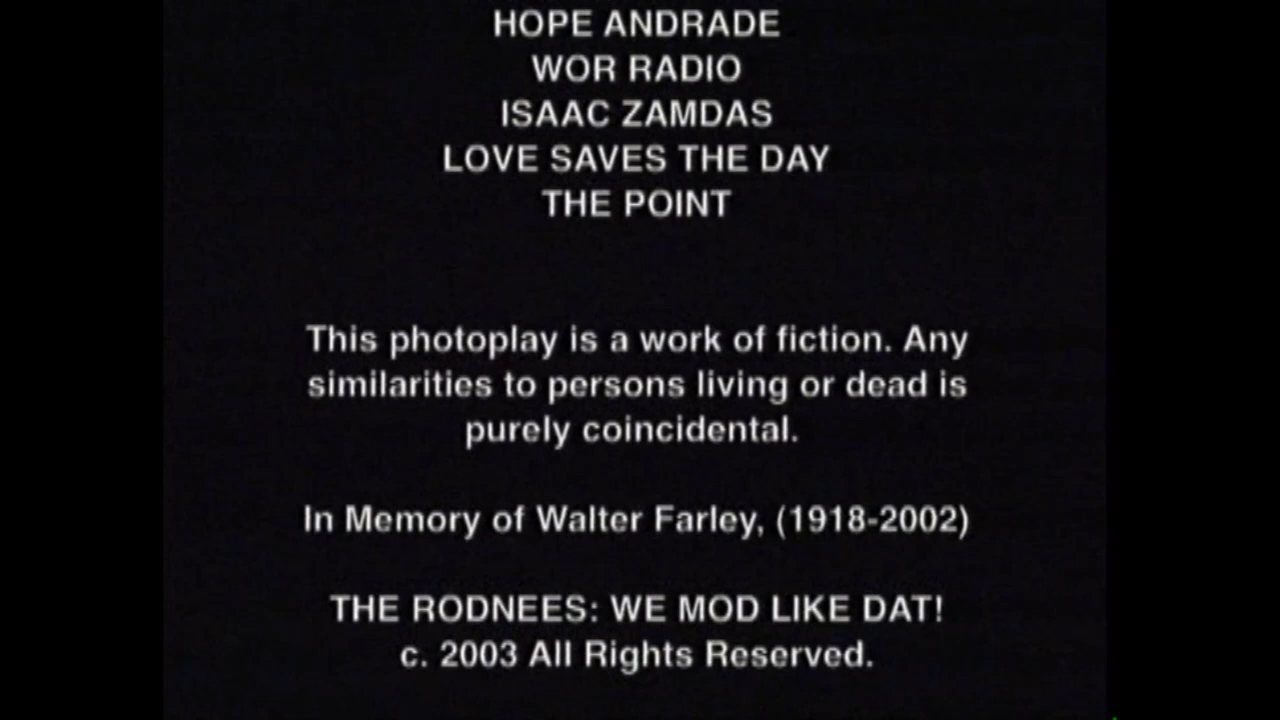 HOPE ANDRADE
WOR RADIO
ISAAC ZAMDAS
LOVE SAVES THE DAY
THE POINT
This photoplay is a work of fiction. Any
similarities to persons living or dead is
purely coincidental.
In Memory of Walter Farley, (1918-2002)
THE RODNEES: WE MOD LIKE DAT!
c. 2003 All Rights Reserved.